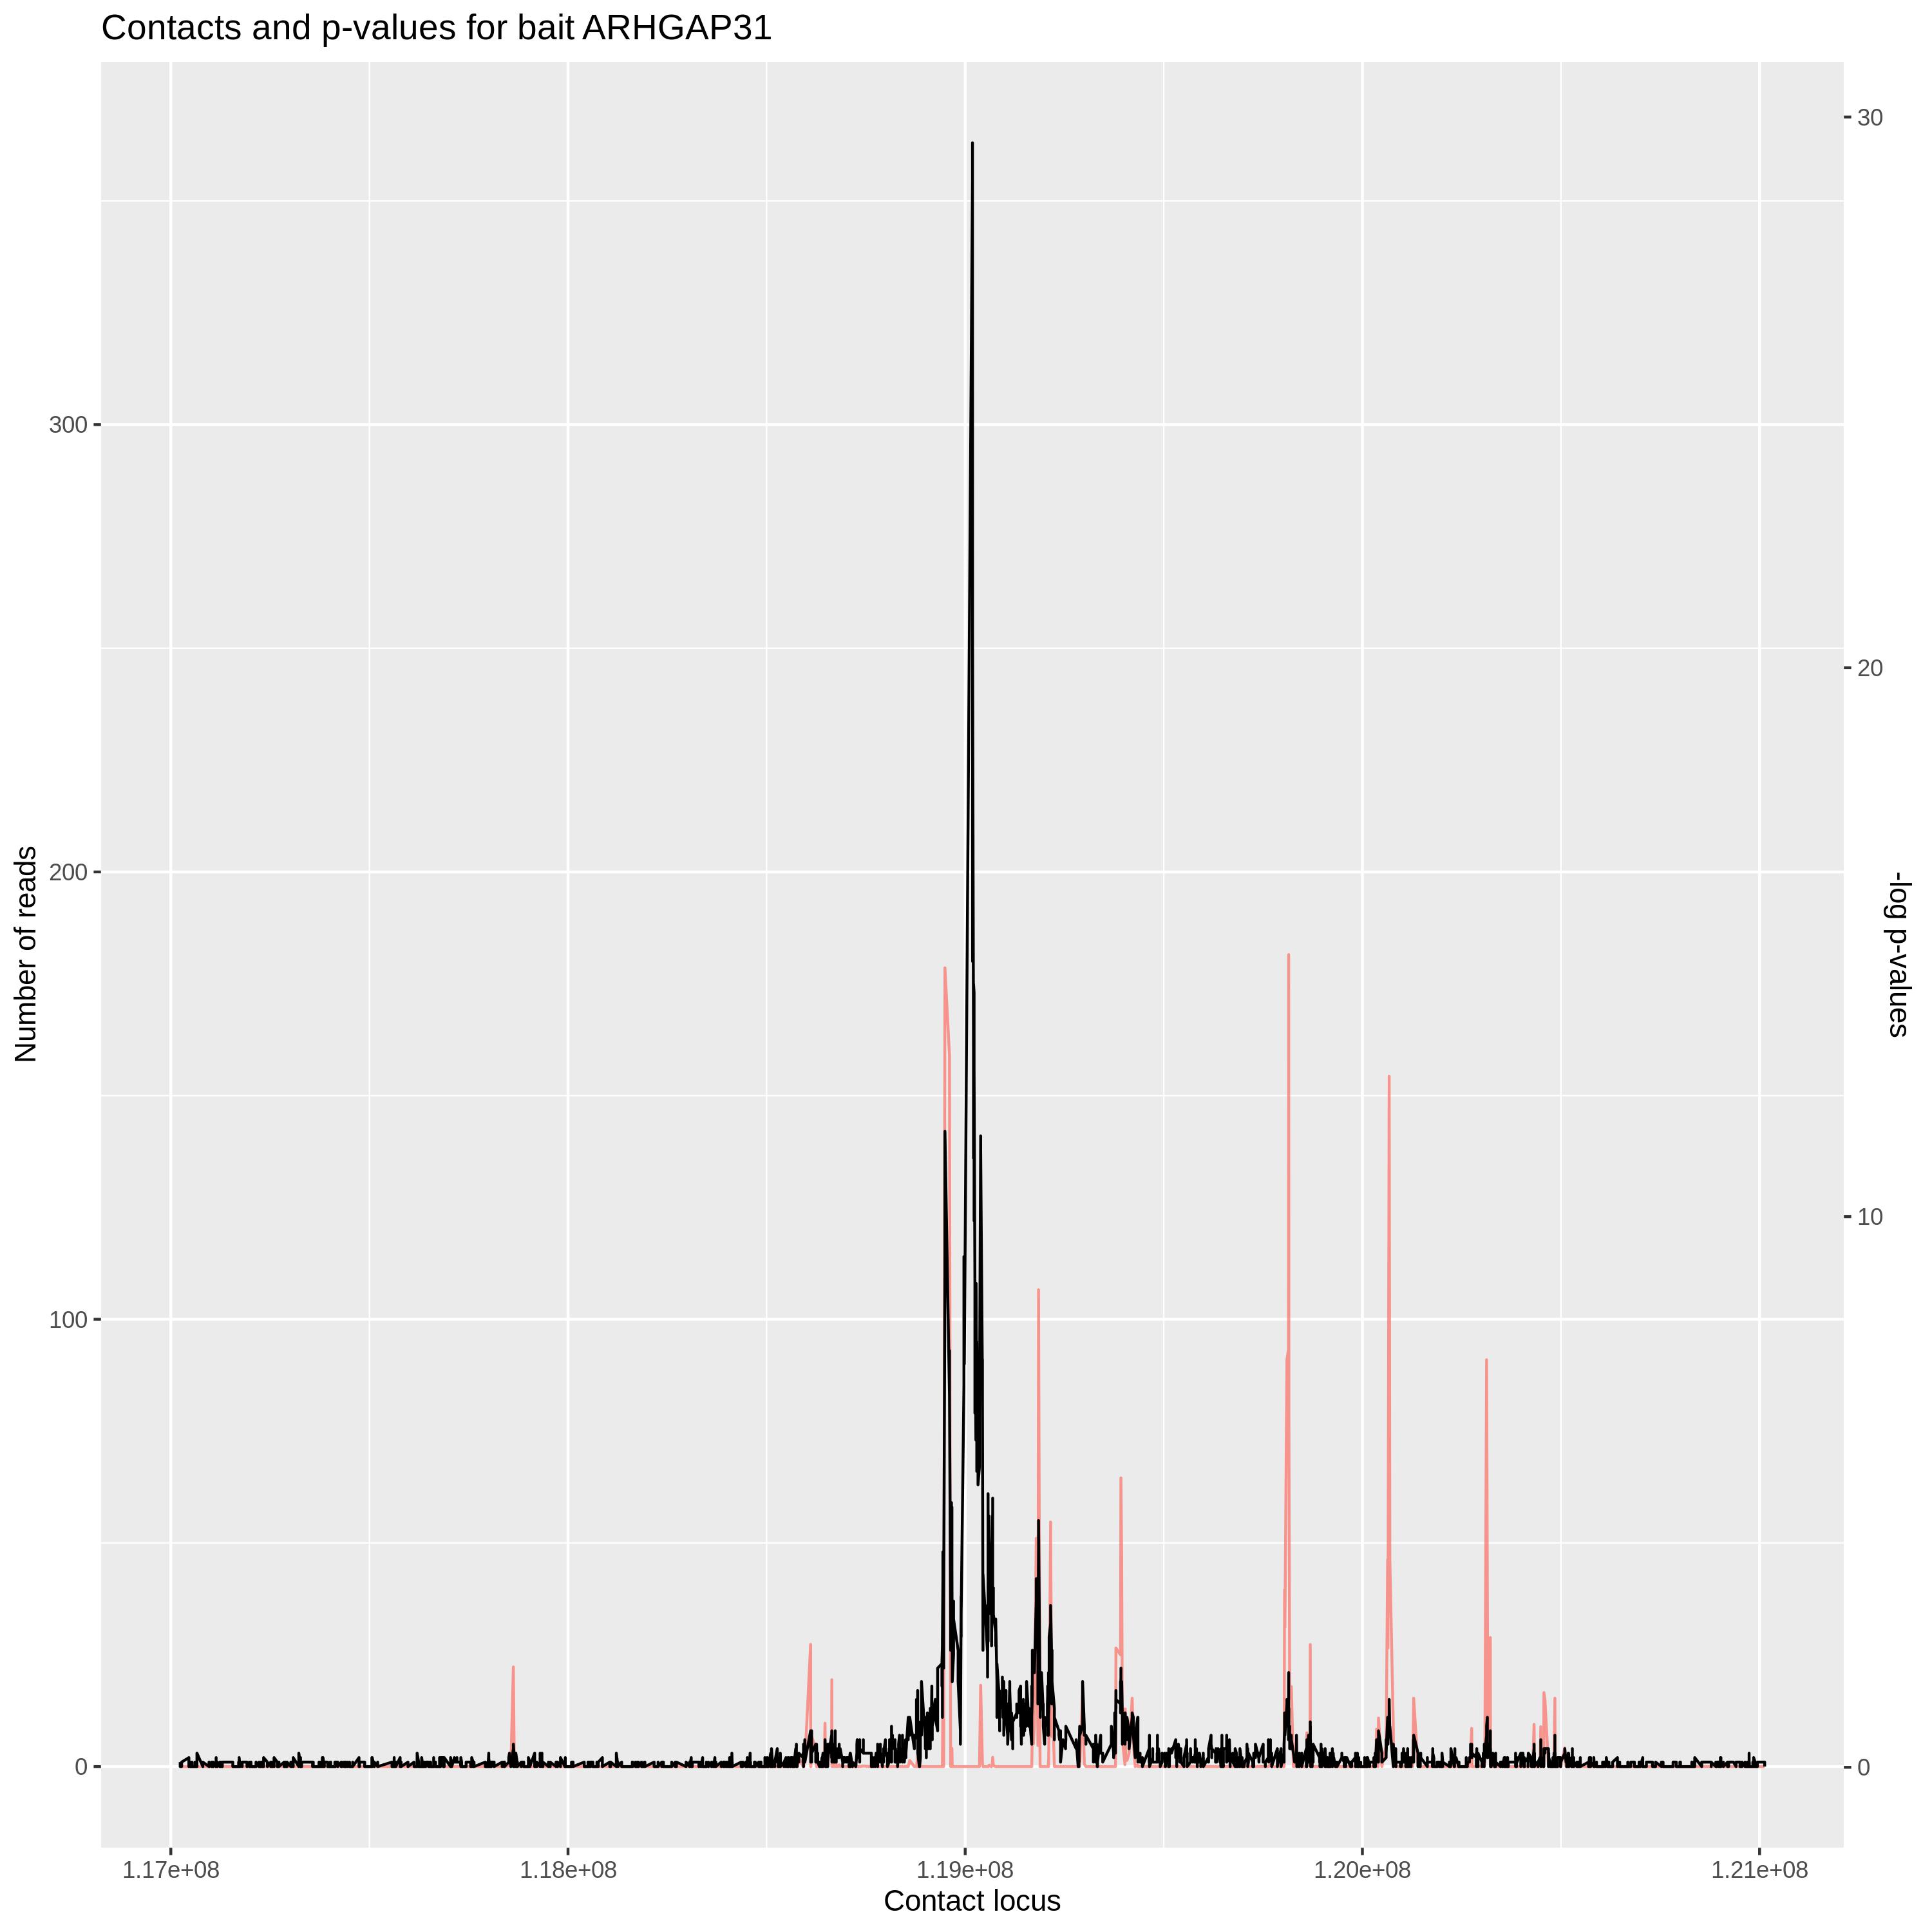 Contacts and p-values for bait ARHGAP31
30
300
20
200
Number of reads
-log p-values
10
100
0
0
1.17e+08 1.18e+08 1.19e+08 1.20e+08 1.21e+08
Contact locus